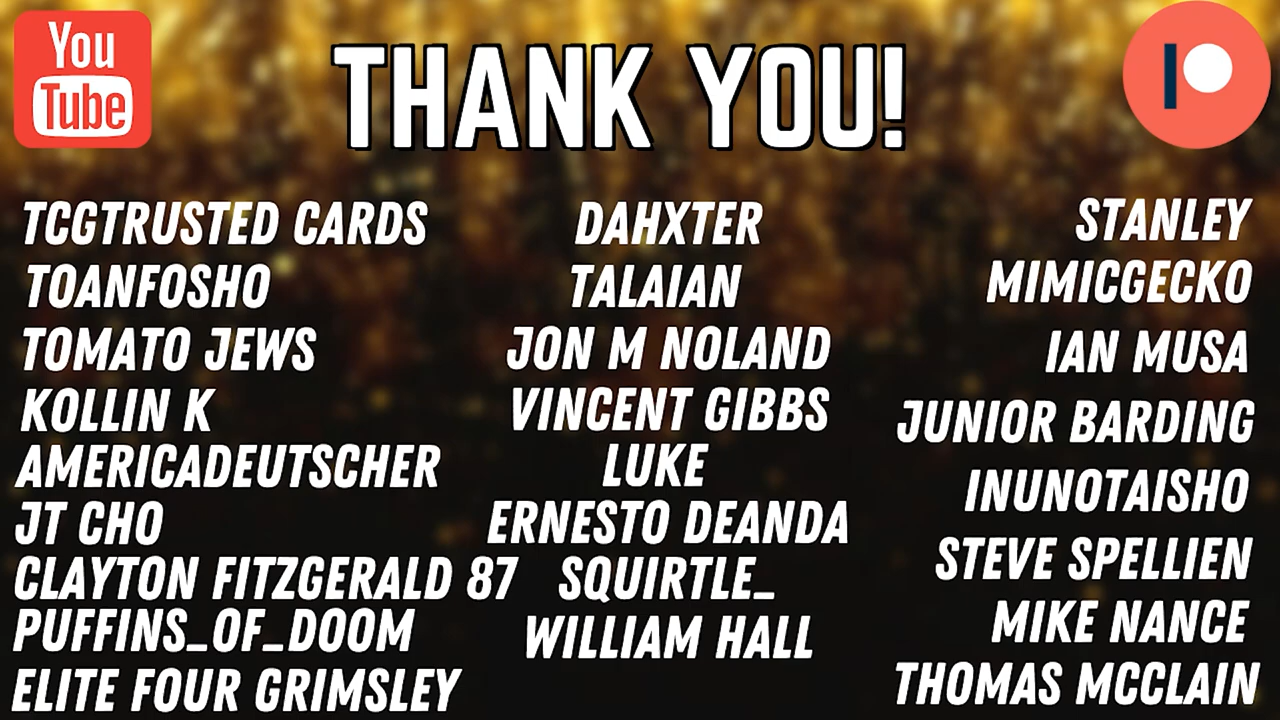 You
Tube
THANK YOU!
TCGTRUSTED CARDS
TOANFOSHO
TOMATO JEWS
KOLLIN K
AMERICADEUTSCHER
JT CHO
CLAYTON FITZGERALD 87
PUFFINS_OF_DOOM
ELITE FOUR GRIMSLEY
DAHXTER
TALAIAN
JON M NOLAND
VINCENT GIBBS
LUKE
ERNESTO DEANDA
SQUIRTLE_
WILLIAM HALL
STANLEY
MIMICGECKO
IAN MUSA
JUNIOR BARDING
INUNOTAISHO
STEVE SPELLIEN
MIKE NANCE
THOMAS MCCLAIN